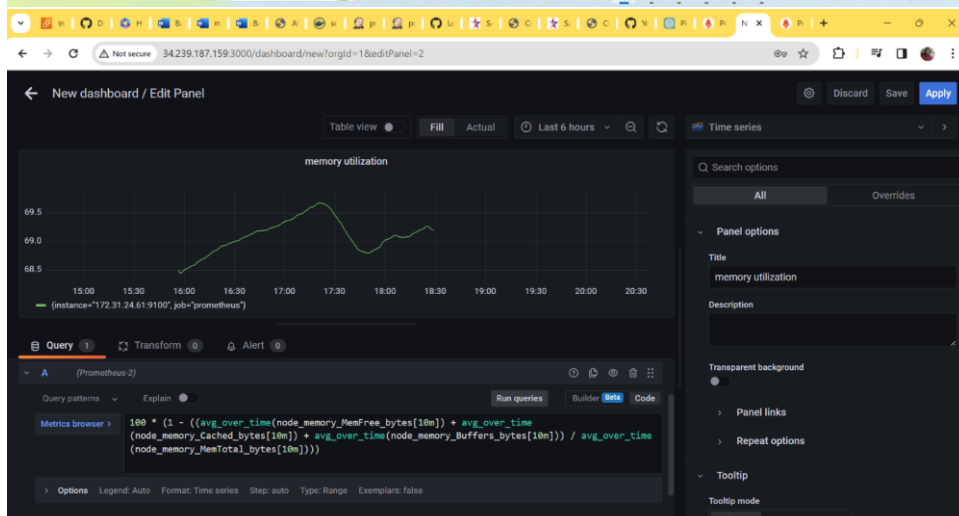 Not secure 34.239.187.159:3000/dashboard/new?orgId=1&editPanel=2
New dashboard / Edit Panel
Discard Save Apply
Table view Fill Actual Last 6 hours
Time series
memory utilization
Search options
All Overrides
69.5
69.0
68.5
15:00 15:30 16:00 16:30 17:00 17:30 18:00 18:30 19:00 19:30 20:00 20:30
{instance="172.31.24.61:9100", job="prometheus"}
Panel options
Title
memory utilization
Description
Query 1 Transform 0 Alert 0
A (Prometheus-2)
Query patterns Explain Run queries Builder Beta Code
Metrics browser >
100 * (1 - ((avg_over_time(node_memory_MemFree_bytes[10m]) + avg_over_time
(node_memory_Cached_bytes[10m]) + avg_over_time(node_memory_Buffers_bytes[10m])) / avg_over_time
(node_memory_MemTotal_bytes[10m])))
Options Legend: Auto Format: Time series Step: auto Type: Range Exemplars: false
Transparent background
Panel links
Repeat options
Tooltip
Tooltip mode